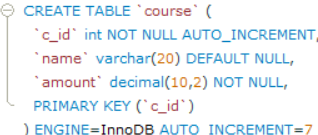 CREATE TABLE `course` (
`c_id` int NOT NULL AUTO_INCREMENT,
`name` varchar(20) DEFAULT NULL,
`amount` decimal(10,2) NOT NULL,
PRIMARY KEY (`c_id`)
) ENGINE=InnoDB AUTO_INCREMENT=7